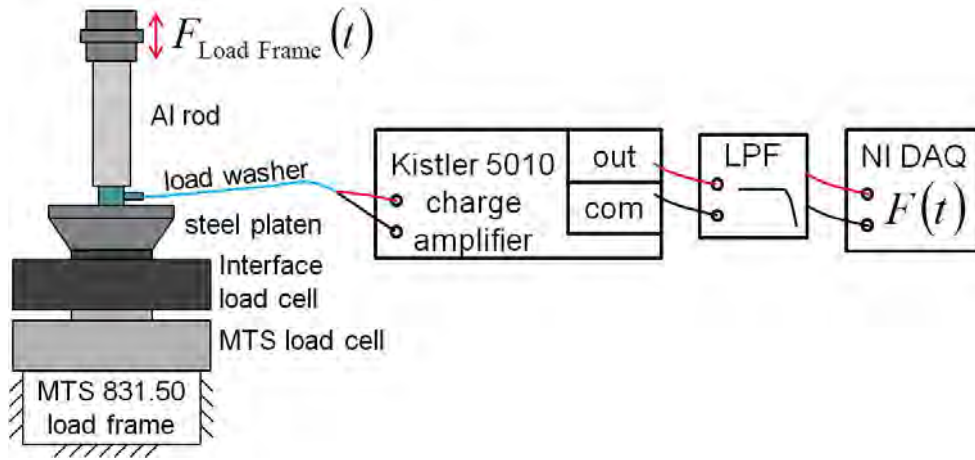 F Load Frame (t)
Al rod
load washer
steel platen
Interface
load cell
MTS load cell
MTS 831.50
load frame
Kistler 5010
charge
amplifier
out
com
LPF
NI DAQ
F(t)